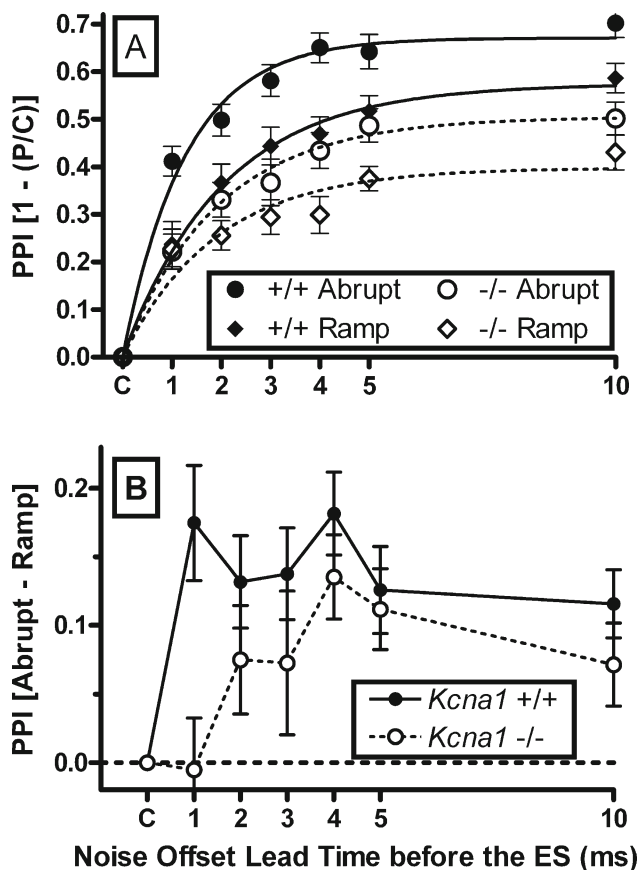 A
PPI [1 - (P/C)]
0.7
0.6
0.5
0.4
0.3
0.2
0.1
0.0
+/+ Abrupt
-/- Abrupt
+/+ Ramp
-/- Ramp
C 1 2 3 4 5 10
B
PPI [Abrupt - Ramp]
0.2
0.1
0.0
Kcna1 +/+
Kcna1 -/-
C 1 2 3 4 5 10
Noise Offset Lead Time before the ES (ms)